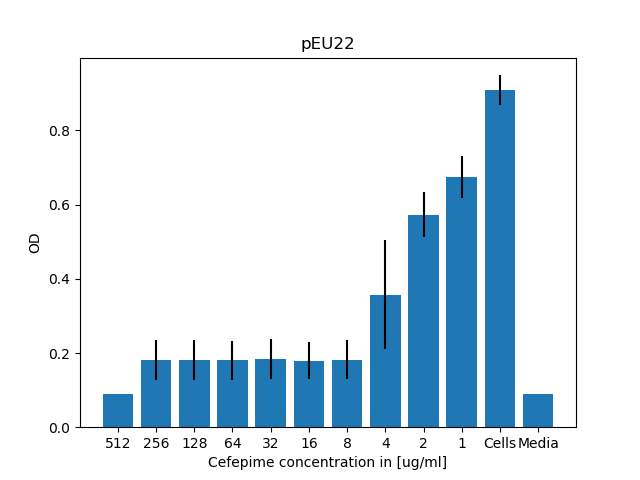 pEU22
OD
0.8
0.6
0.4
0.2
0.0
512 256 128 64 32 16 8 4 2 1 Cells Media
Cefepime concentration in [ug/ml]